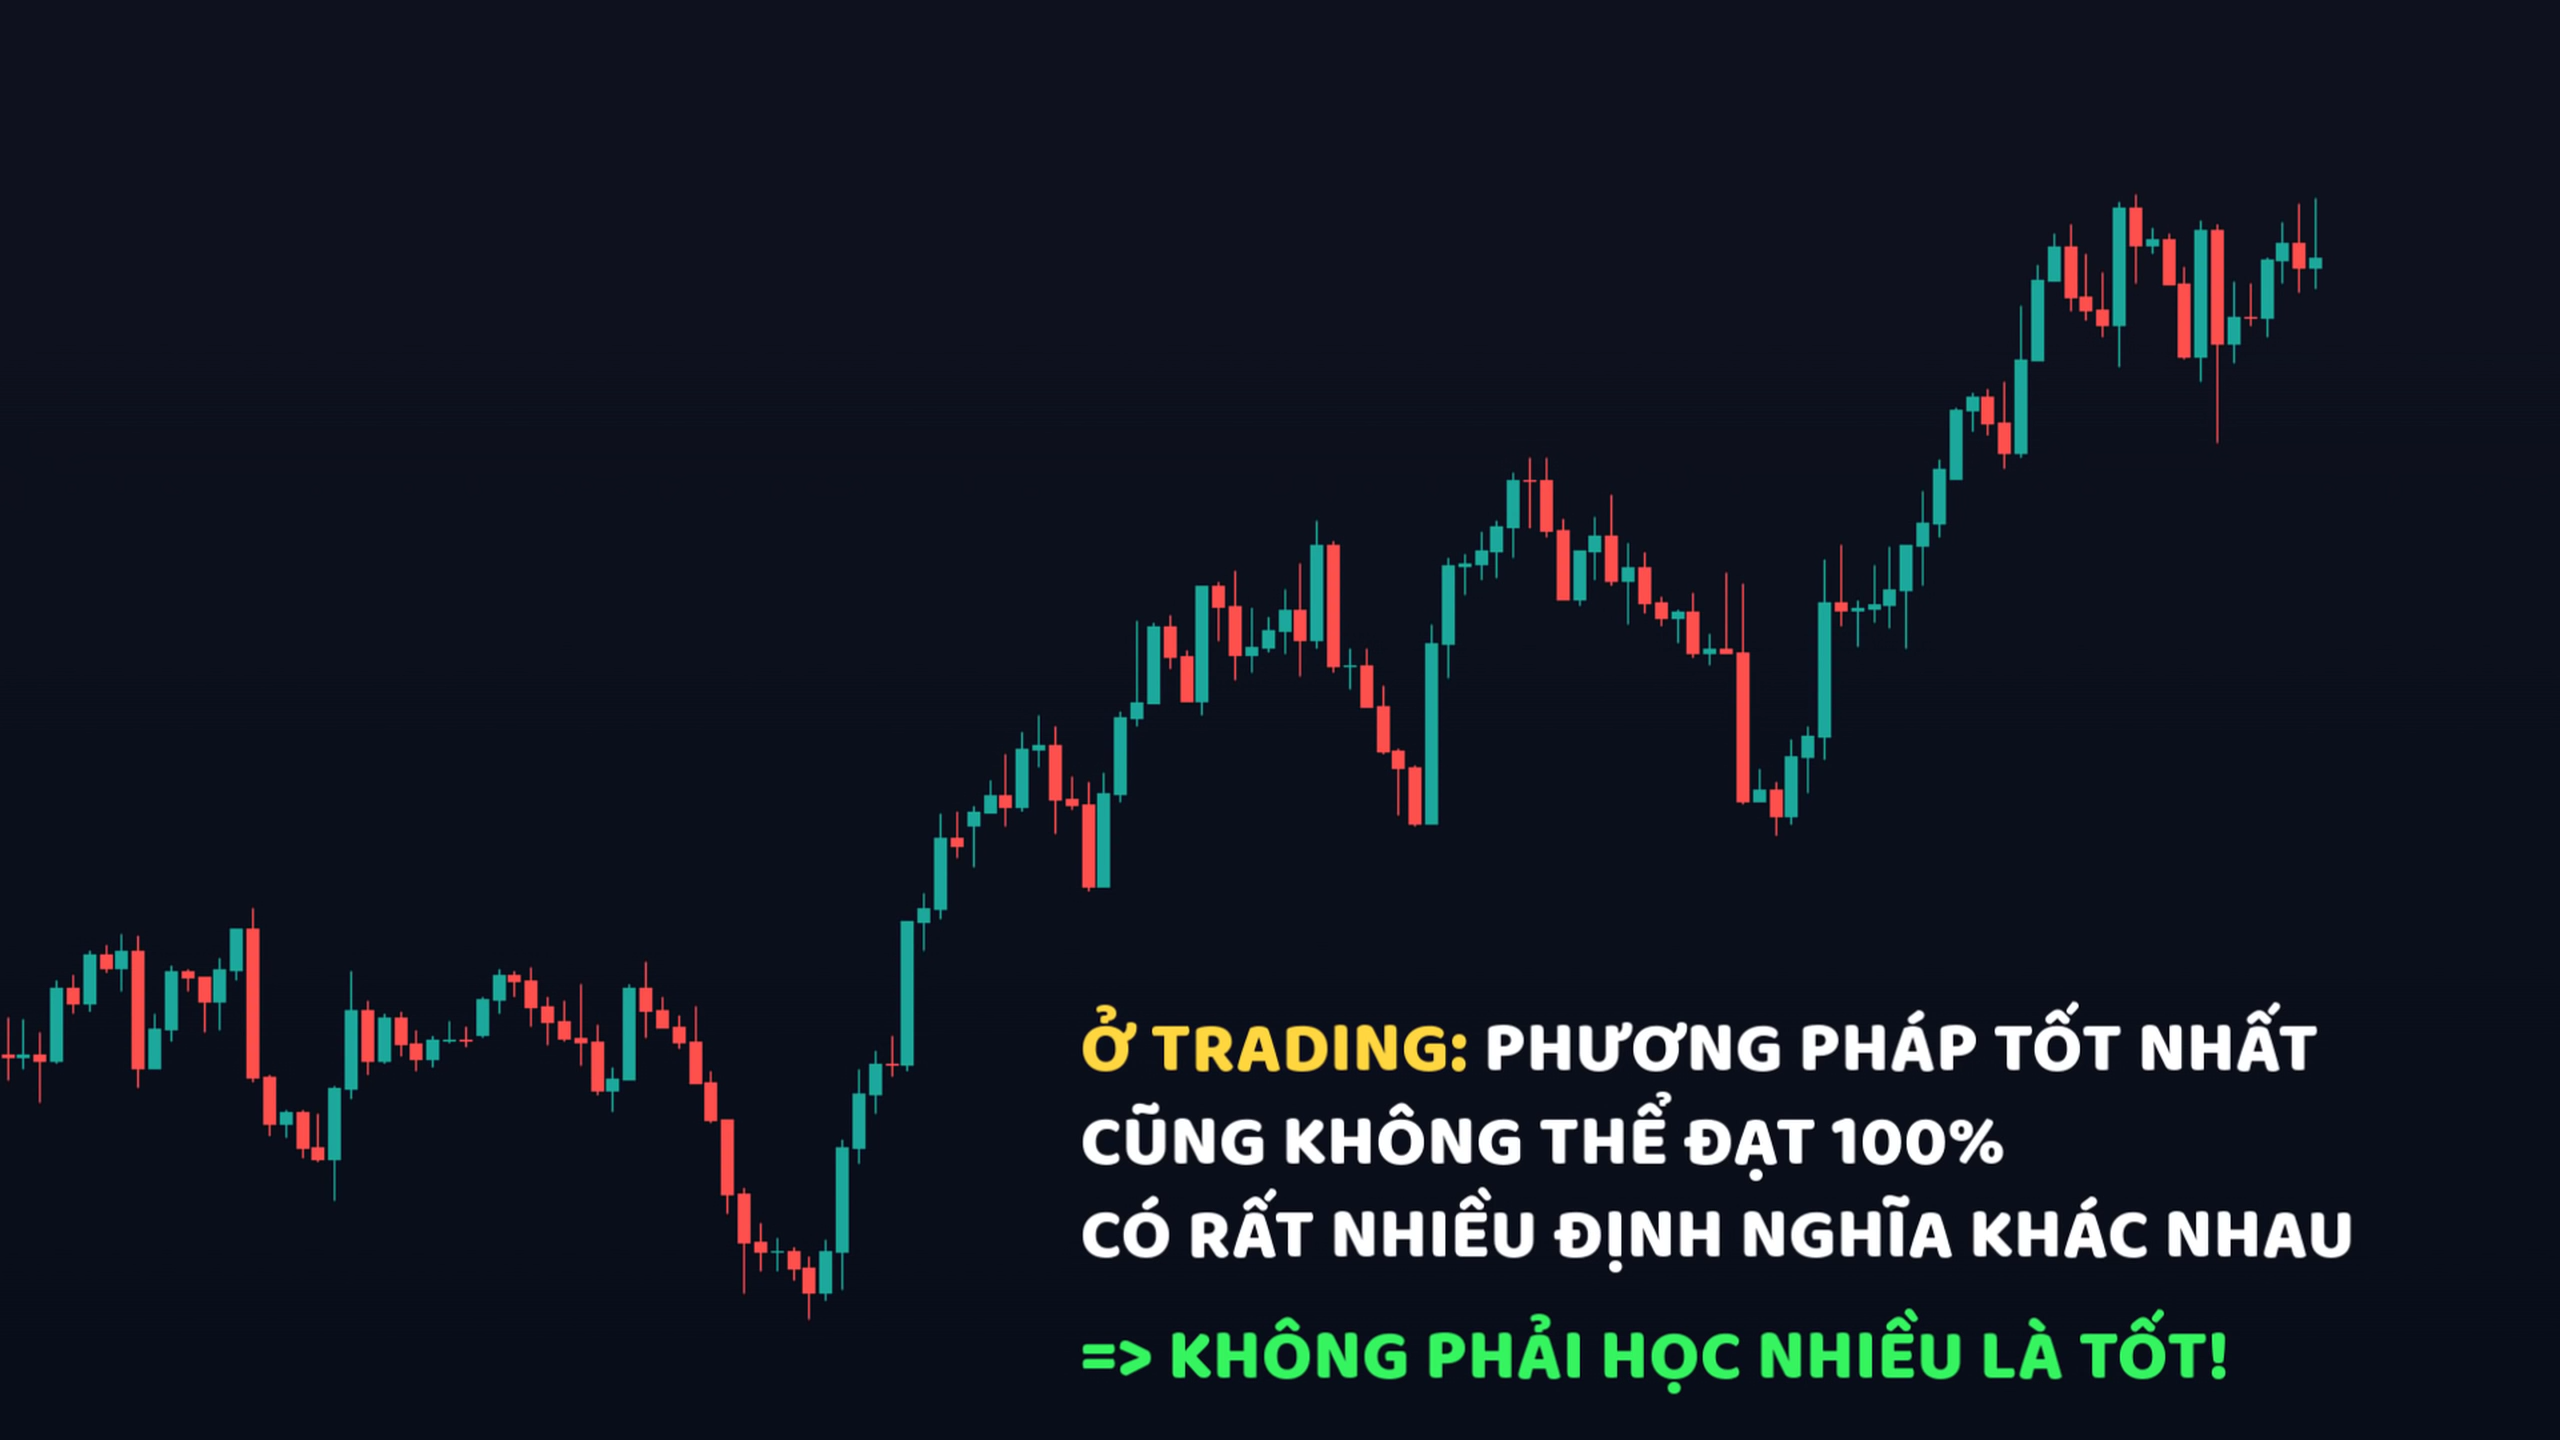 Ở TRADING: PHƯƠNG PHÁP TỐT NHẤT
CŨNG KHÔNG THỂ ĐẠT 100%
CÓ RẤT NHIỀU ĐỊNH NGHĨA KHÁC NHAU
=> KHÔNG PHẢI HỌC NHIỀU LÀ TỐT!